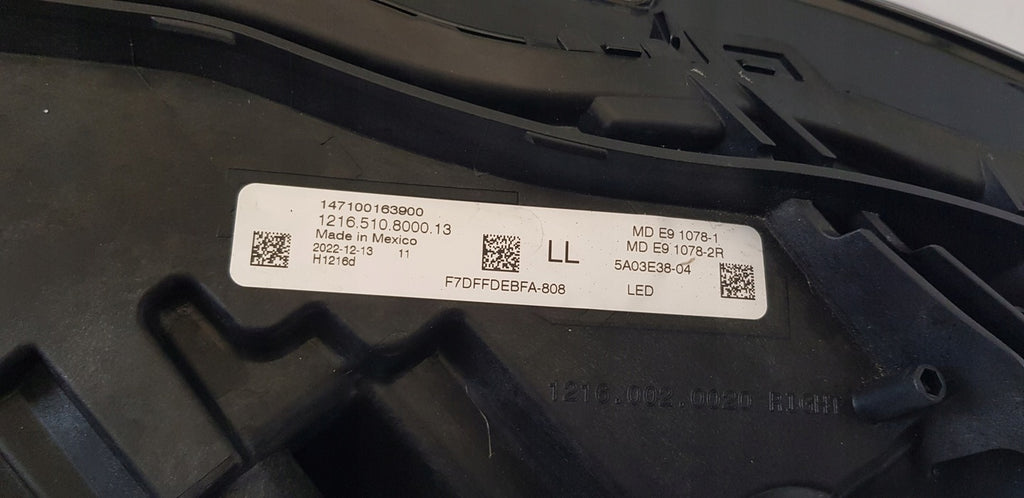 147100163900
1216.510.8000.13
Made in Mexico
2022-12-13 11
H1216d
LL
F7DFFDEBFA-808
MD E9 1078-1
MD E9 1078-2R
5A03E38-04
LED
1216.002.0020 RIGHT